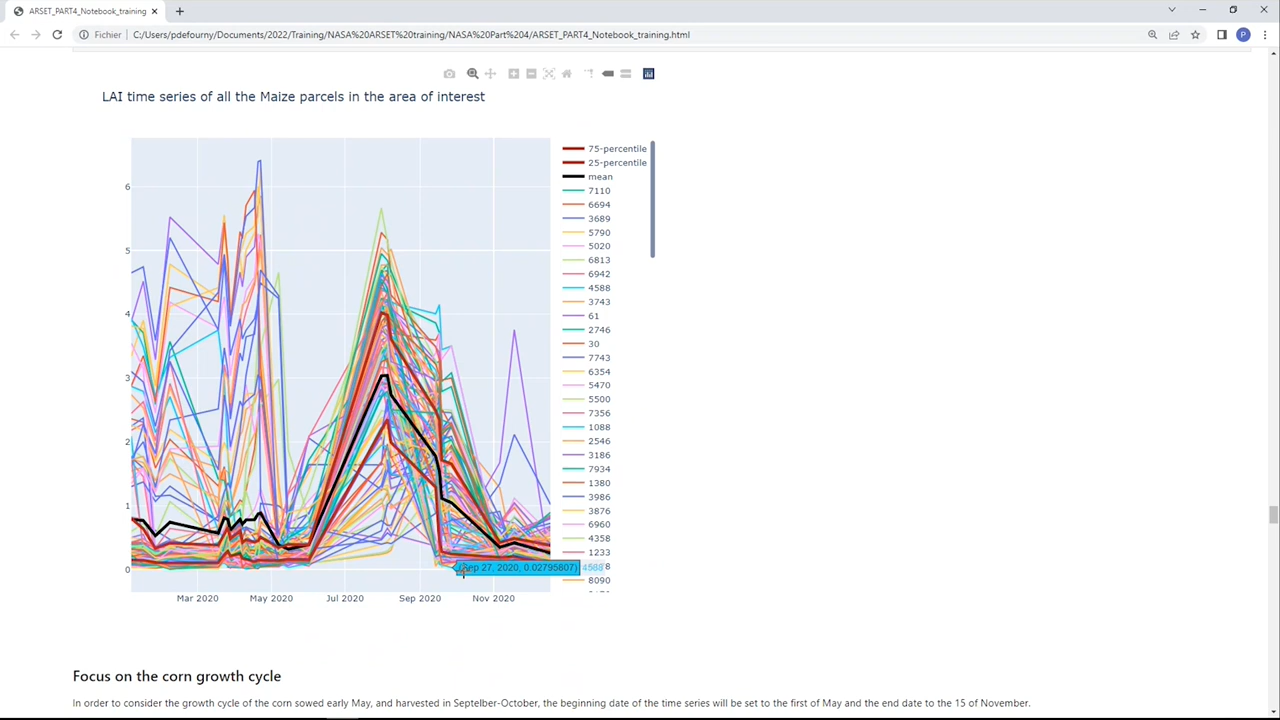 ARSET_PART4_Notebook_training.
Fichier
C:/Users/pdefourny/Documents/2022/Training/NASA%20ARSET%20training/NASA%20Part%204/ARSET_PART4_Notebook_training.html
P
LAI time series of all the Maize parcels in the area of interest
6
5
4
3
2
1
0
Mar 2020
May 2020
Jul 2020
Sep 2020
Nov 2020
75-percentile
25-percentile
mean
7110
6694
3689
5790
5020
6813
6942
4588
3743
61
2746
30
7743
6354
5470
5500
7356
1088
2546
3186
7934
1380
3986
3876
6960
4358
1233
8
8090
(Sep 27, 2020, 0.02795807) 4588
Focus on the corn growth cycle
In order to consider the growth cycle of the corn sowed early May, and harvested in Septelber-October, the beginning date of the time series will be set to the first of May and the end date to the 15 of November.